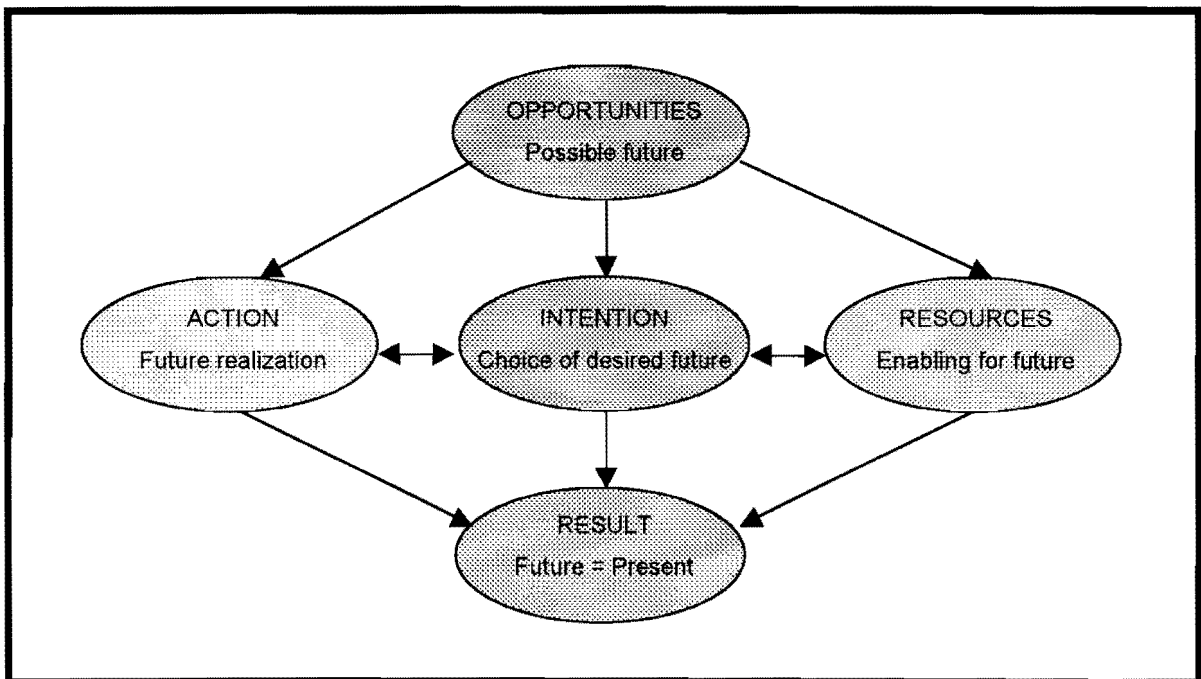 OPPORTUNITIES
Possible future
ACTION
Future realization
INTENTION
Choice of desired future
RESOURCES
Enabling for future
RESULT
Future = Present